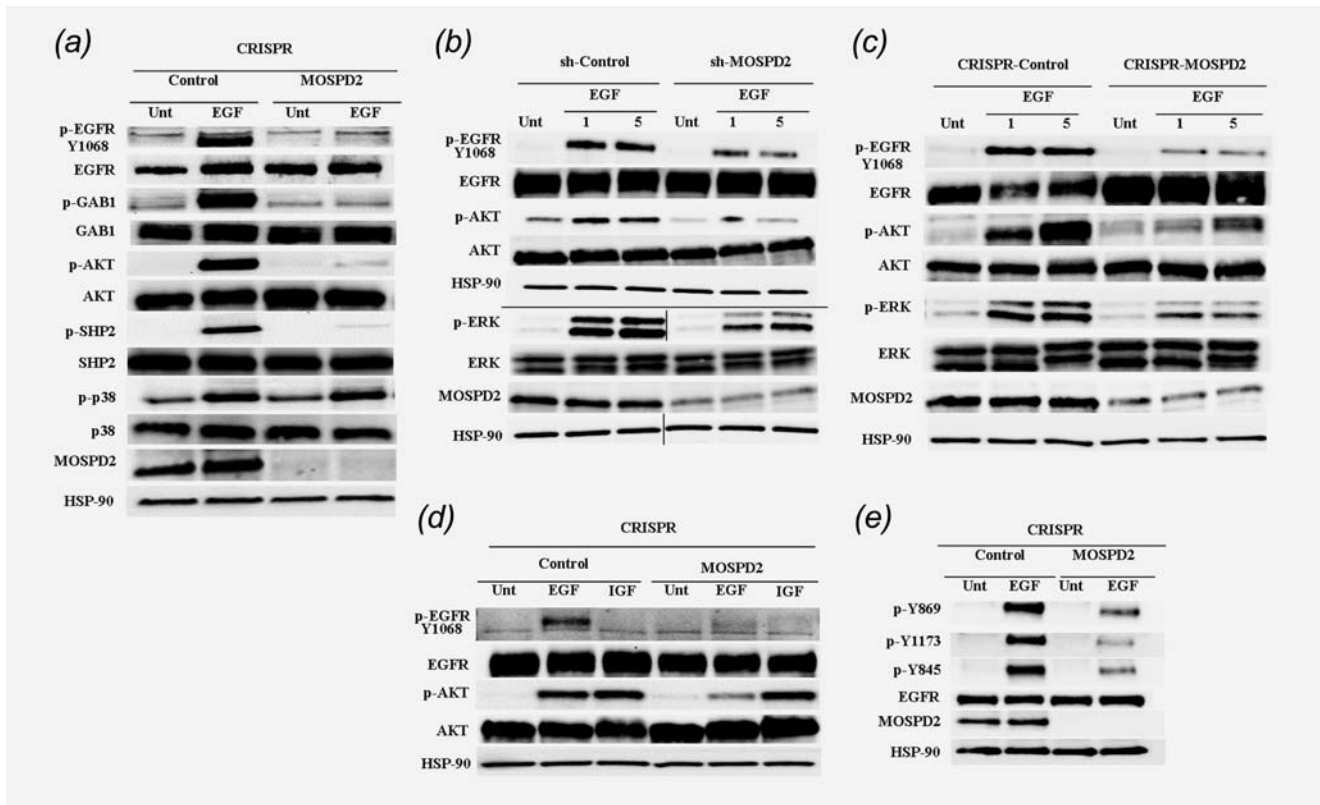 (a)
CRISPR
Control MOSPD2
Unt EGF Unt EGF
p-EGFR
Y1068
EGFR
p-GAB1
GAB1
p-AKT
AKT
p-SHP2
SHP2
p-p38
p38
MOSPD2
HSP-90
(b)
sh-Control sh-MOSPD2
EGF EGF
Unt 1 5 Unt 1 5
p-EGFR
Y1068
EGFR
p-AKT
AKT
HSP-90
p-ERK
ERK
MOSPD2
HSP-90
(c)
CRISPR-Control CRISPR-MOSPD2
EGF EGF
Unt 1 5 Unt 1 5
p-EGFR
Y1068
EGFR
p-AKT
AKT
p-ERK
ERK
MOSPD2
HSP-90
(d)
CRISPR
Control MOSPD2
Unt EGF IGF Unt EGF IGF
p-EGFR
Y1068
EGFR
p-AKT
AKT
HSP-90
(e)
CRISPR
Control MOSPD2
Unt EGF Unt EGF
p-Y869
p-Y1173
p-Y845
EGFR
MOSPD2
HSP-90